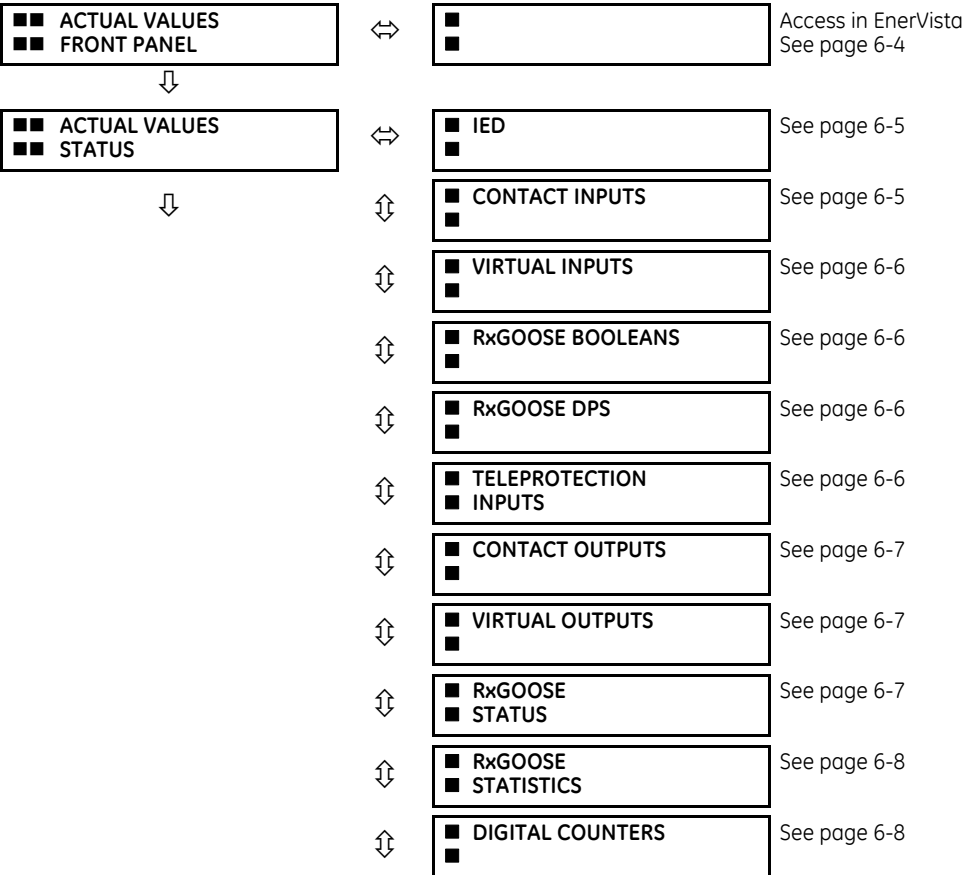 ■■ ACTUAL VALUES
■■ FRONT PANEL
■
■
Access in EnerVista
See page 6-4
■■ ACTUAL VALUES
■■ STATUS
■ IED
■
See page 6-5
■ CONTACT INPUTS
■
See page 6-5
■ VIRTUAL INPUTS
■
See page 6-6
■ RxGOOSE BOOLEANS
■
See page 6-6
■ RxGOOSE DPS
■
See page 6-6
■ TELEPROTECTION
■ INPUTS
See page 6-6
■ CONTACT OUTPUTS
■
See page 6-7
■ VIRTUAL OUTPUTS
■
See page 6-7
■ RxGOOSE
■ STATUS
See page 6-7
■ RxGOOSE
■ STATISTICS
See page 6-8
■ DIGITAL COUNTERS
■
See page 6-8